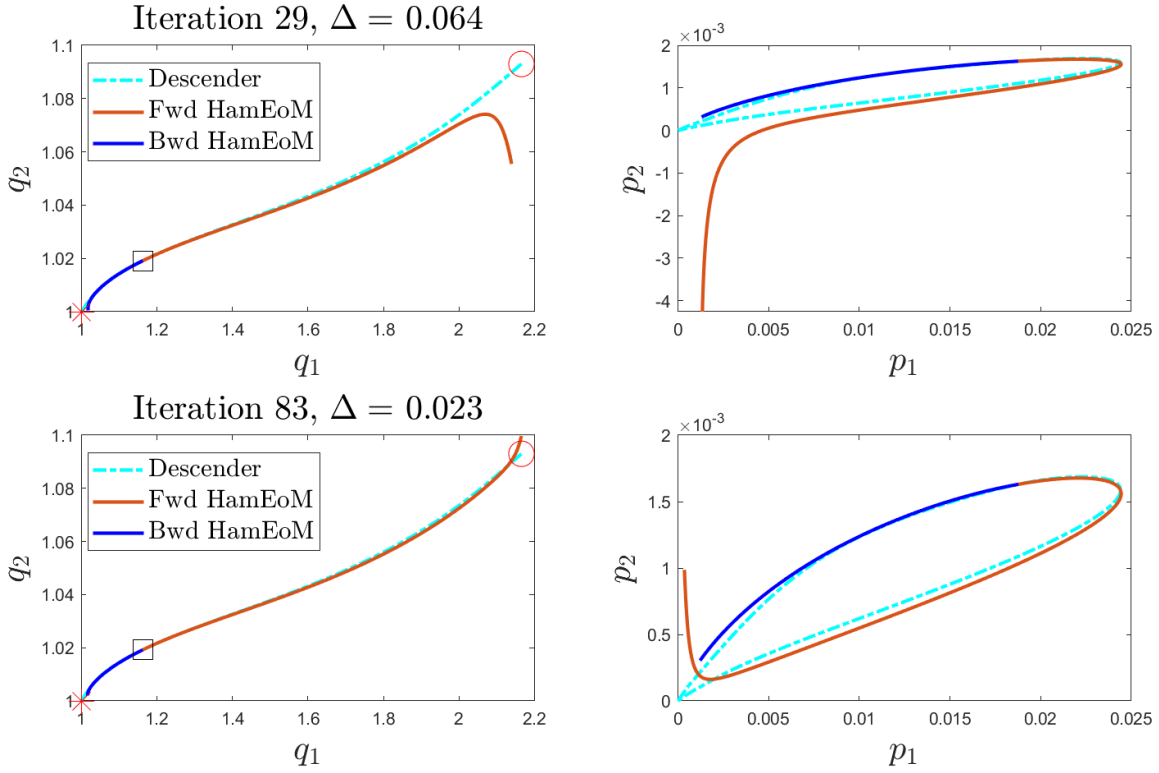 Iteration 29, Δ = 0.064
1.1
1.08
1.06
1.04
1.02
1
q₂
Descender
Fwd HamEoM
Bwd HamEoM
1 1.2 1.4 1.6 1.8 2 2.2
q₁
×10⁻³
2
1
0
-1
-2
-3
-4
p₂
0 0.005 0.01 0.015 0.02 0.025
p₁
Iteration 83, Δ = 0.023
1.1
1.08
1.06
1.04
1.02
1
q₂
Descender
Fwd HamEoM
Bwd HamEoM
1 1.2 1.4 1.6 1.8 2 2.2
q₁
×10⁻³
2
1.5
1
0.5
0
p₂
0 0.005 0.01 0.015 0.02 0.025
p₁